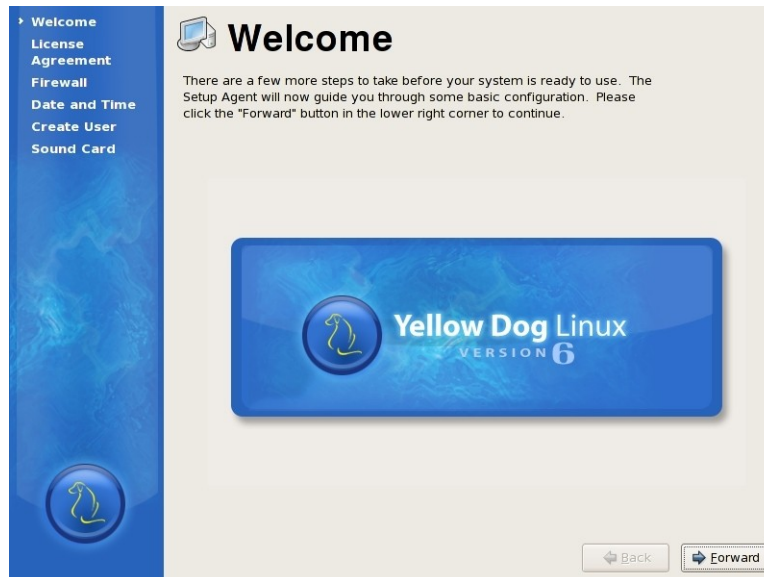 Welcome
License
Agreement
Firewall
Date and Time
Create User
Sound Card
Welcome
There are a few more steps to take before your system is ready to use. The
Setup Agent will now guide you through some basic configuration. Please
click the "Forward" button in the lower right corner to continue.
Yellow Dog Linux
VERSION 6
Back
Forward